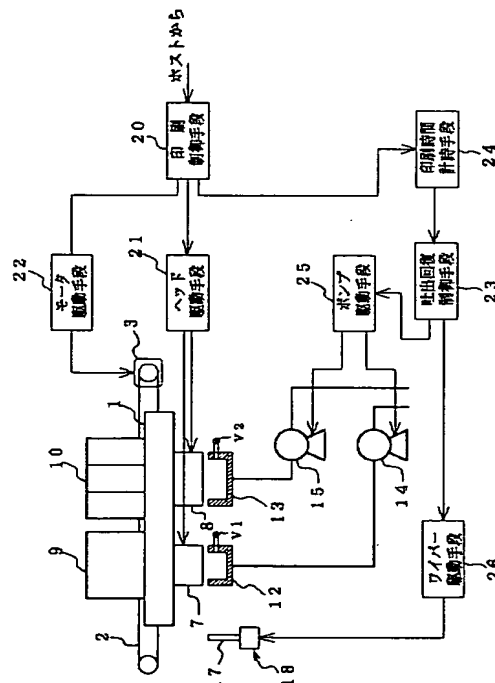 ホストから
20
印刷
制御手段
22
モータ
駆動手段
21
ヘッド
駆動手段
24
印刷時間
計時手段
23
吐出回復
制御手段
25
ポンプ
駆動手段
26
ワイパー
駆動手段
3
1
10
9
2
8
7
V2
V1
13
12
15
14
7
18